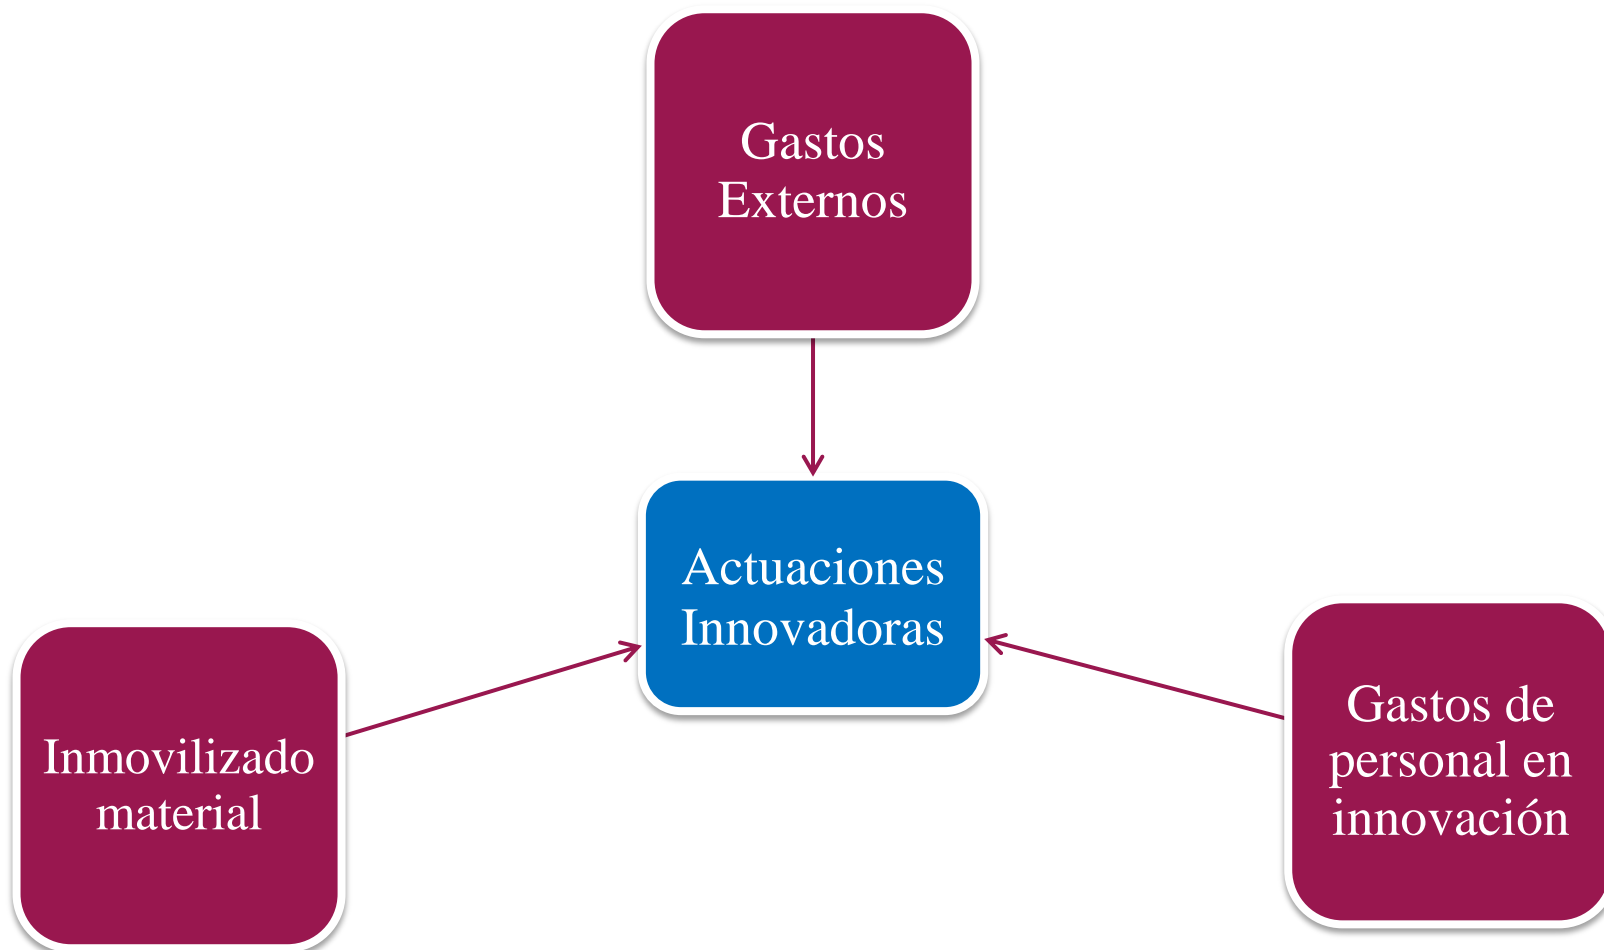 Gastos
Externos
Actuaciones
Innovadoras
Inmovilizado
material
Gastos de
personal en
innovación